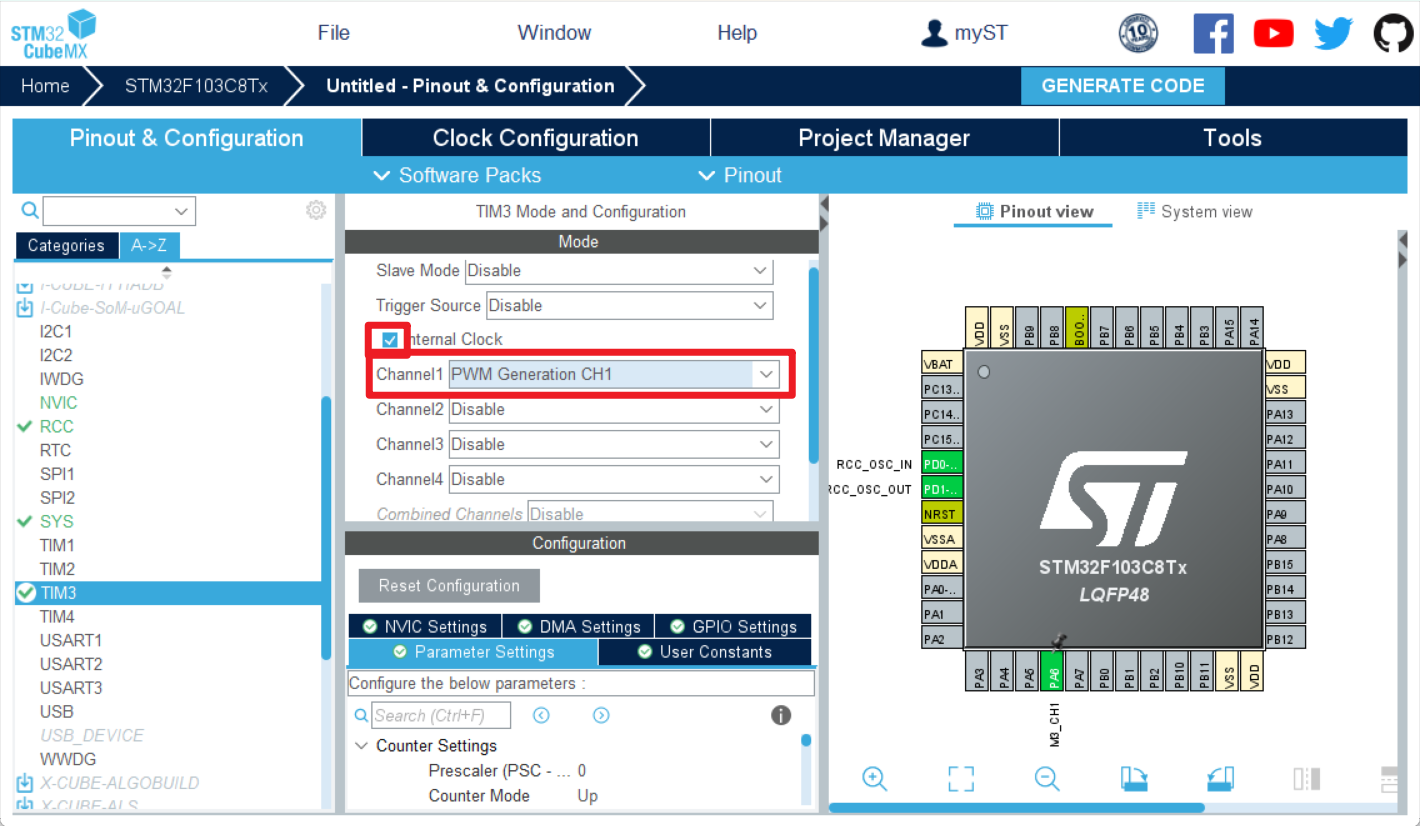 STM32
CubeMX
File
Window
Help
myST
10
Home
STM32F103C8Tx
Untitled - Pinout & Configuration
GENERATE CODE
Pinout & Configuration
Clock Configuration
Project Manager
Tools
Software Packs
Pinout
Categories
A->Z
I-Cube-SoM-uGOAL
I2C1
I2C2
IWDG
NVIC
RCC
RTC
SPI1
SPI2
SYS
TIM1
TIM2
TIM3
TIM4
USART1
USART2
USART3
USB
USB_DEVICE
WWDG
X-CUBE-ALGOBUILD
X-CUBE-ALS
TIM3 Mode and Configuration
Mode
Slave Mode Disable
Trigger Source Disable
nternal Clock
Channel1 PWM Generation CH1
Channel2 Disable
Channel3 Disable
Channel4 Disable
Combined Channels Disable
Configuration
Reset Configuration
NVIC Settings
DMA Settings
GPIO Settings
Parameter Settings
User Constants
Configure the below parameters :
Search (Ctrl+F)
Counter Settings
Prescaler (PSC - ... 0
Counter Mode Up
Pinout view
System view
VDD
VSS
PB9
PB8
BOO..
PB7
PB6
PB5
PB4
PB3
PA15
PA14
VBAT
PC13..
PC14..
PC15..
RCC_OSC_IN PD0-..
RCC_OSC_OUT PD1-..
NRST
VSSA
VDDA
PA0-..
PA1
PA2
STM32F103C8Tx
LQFP48
VDD
VSS
PA13
PA12
PA11
PA10
PA9
PA8
PB15
PB14
PB13
PB12
PA3
PA4
PA5
PA6
PA7
PB0
PB1
PB2
PB10
PB11
VSS
VDD
M3_CH1